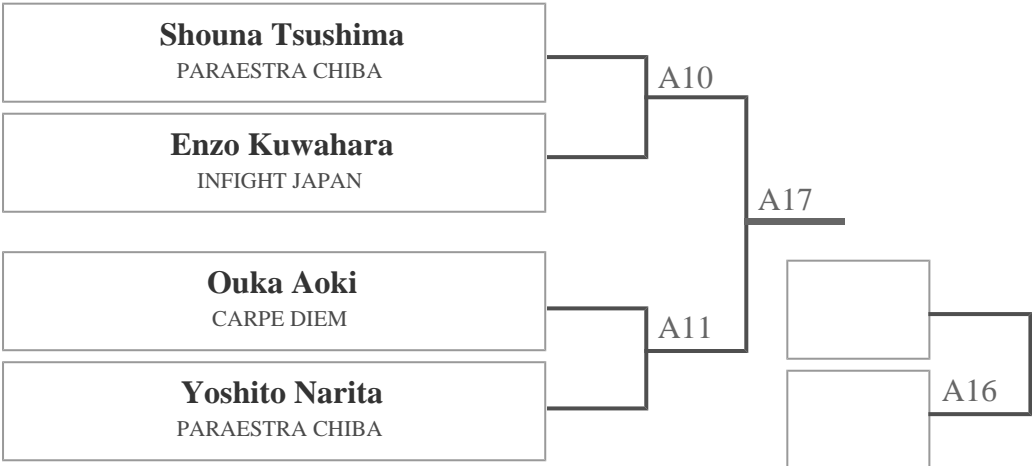 Shouna Tsushima
PARAESTRA CHIBA
A10
Enzo Kuwahara
INFIGHT JAPAN
A17
Ouka Aoki
CARPE DIEM
A11
Yoshito Narita
PARAESTRA CHIBA
A16